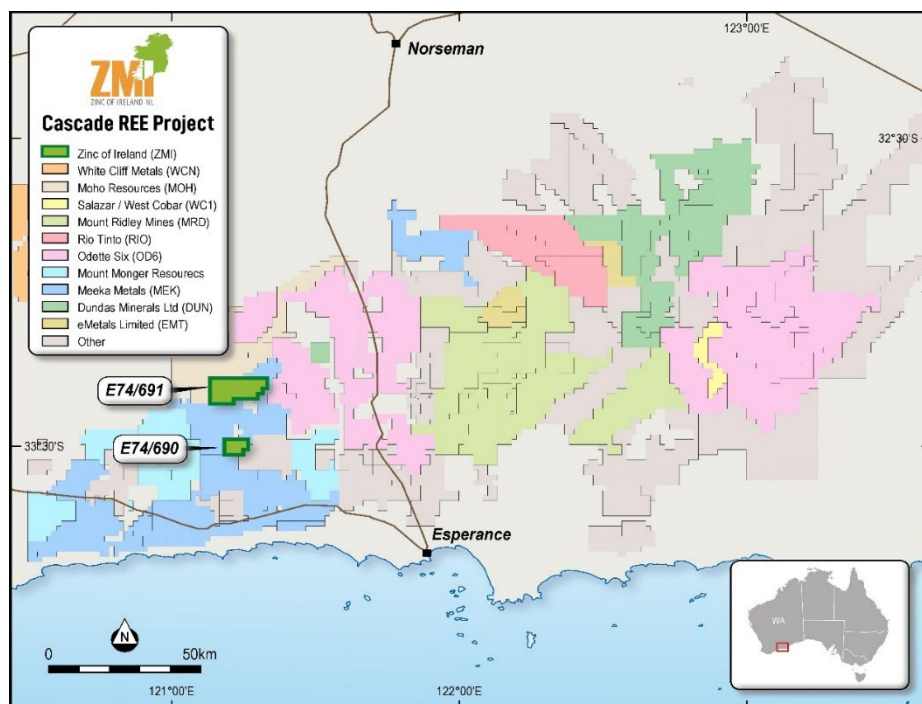 123°00'E
Norseman
ZMI
ZINC OF IRELAND NL
Cascade REE Project
Zinc of Ireland (ZMI)
White Cliff Metals (WCN)
Moho Resources (MOH)
Salazar / West Cobar (WC1)
Mount Ridley Mines (MRD)
Rio Tinto (RIO)
Odette Six (OD6)
Mount Monger Resourecs
Meeka Metals (MEK)
Dundas Minerals Ltd (DUN)
eMetals Limited (EMT)
Other
32°30'S
E74/691
E74/690
33°30'S
Esperance
N
0 50km
WA
121°00'E
122°00'E